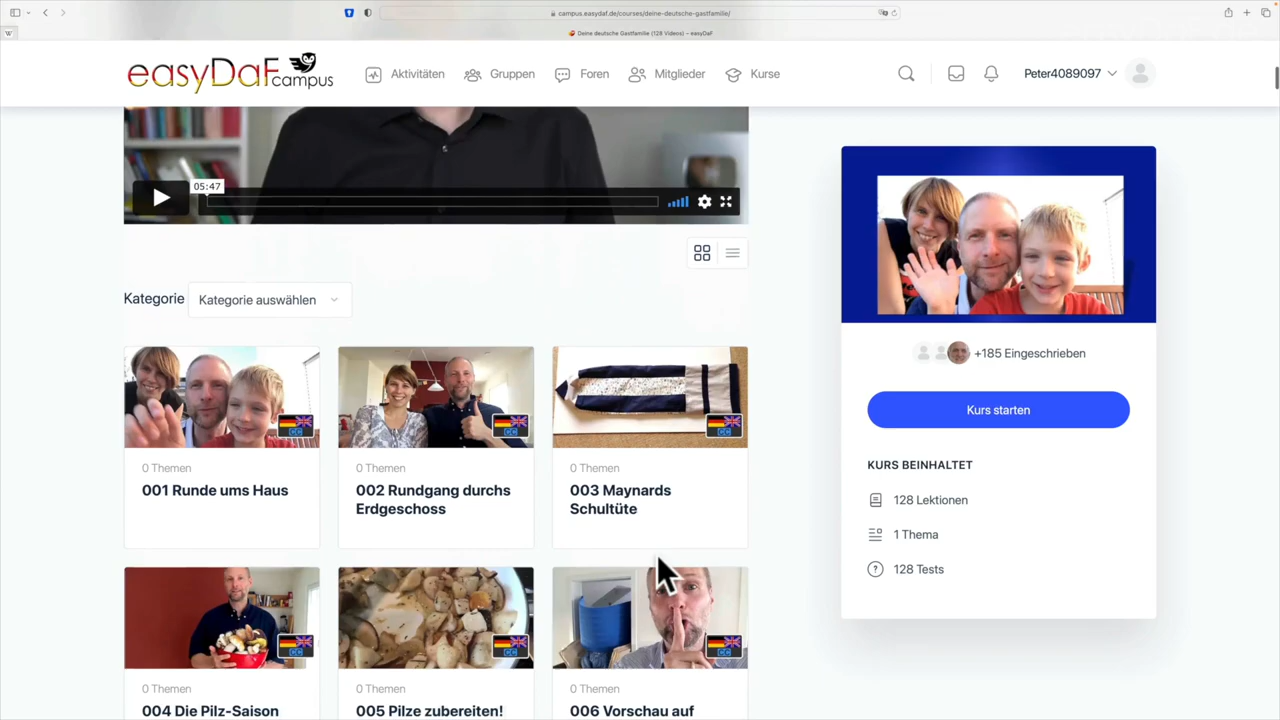 campus.easydaf.de/courses/deine-deutsche-gastfamilie/
W
Deine deutsche Gastfamilie (128 Videos) – easyDaF
easyDaF campus
Aktivitäten
Gruppen
Foren
Mitglieder
Kurse
Peter4089097
05:47
Kategorie
Kategorie auswählen
0 Themen
001 Runde ums Haus
0 Themen
002 Rundgang durchs
Erdgeschoss
0 Themen
003 Maynards
Schultüte
0 Themen
004 Die Pilz-Saison
0 Themen
005 Pilze zubereiten!
0 Themen
006 Vorschau auf
+185 Eingeschrieben
Kurs starten
KURS BEINHALTET
128 Lektionen
1 Thema
128 Tests